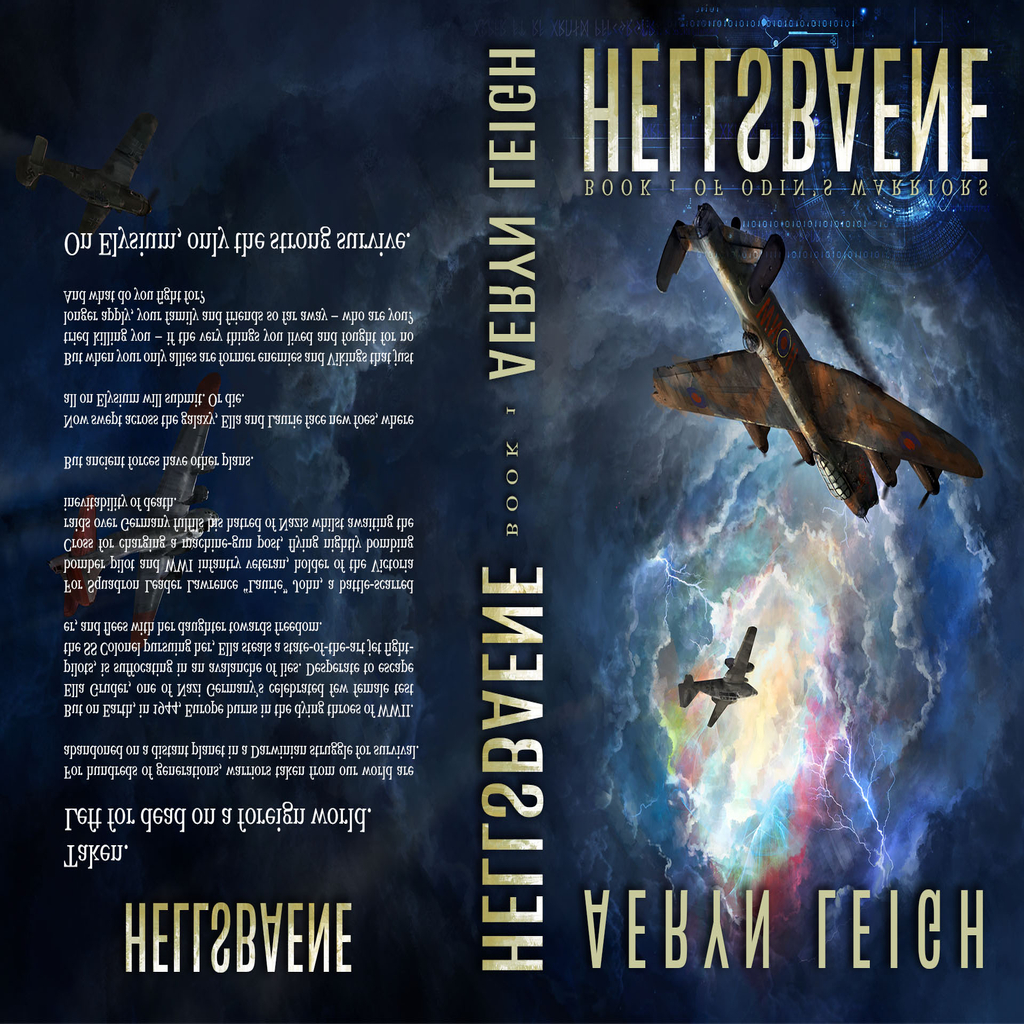 HELLSBAENE
Taken.
Left for dead on a foreign world.
For hundreds of generations, warriors taken from our world are
abandoned on a distant planet in a Darwinian struggle for survival.
But on Earth, in 1944, Europe burns in the dying throes of WWII.
Ella Gruder, one of Nazi Germany's celebrated few female test
pilots, is suffocating in an avalanche of lies. Desperate to escape
the SS Colonel pursuing her, Ella steals a state-of-the-art jet fight-
er, and flees with her daughter towards freedom.
For Squadron Leader Lawrence “Laurie” John, a battle-scarred
bomber pilot and WWI infantry veteran, holder of the Victoria
Cross for charging a machine-gun post, flying nightly bombing
raids over Germany fulfils his hatred of Nazis whilst awaiting the
inevitability of death.
But ancient forces have other plans.
Now swept across the galaxy, Ella and Laurie face new foes, where
all on Elysium will submit. Or die.
But when your only allies are former enemies and Vikings that just
tried killing you – if the very things you lived and fought for no
longer apply, your family and friends so far away – who are you?
And what do you fight for?
On Elysium, only the strong survive.
HELLSBAENE BOOK 1 AERYN LEIGH
AERYN LEIGH
BOOK 1 OF ODIN'S WARRIORS
HELLSBAENE